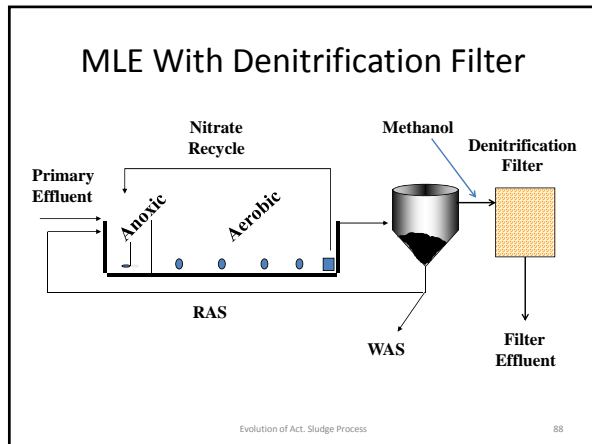 MLE With Denitrification Filter
Nitrate
Recycle
Methanol
Denitrification
Filter
Primary
Effluent
Anoxic
Aerobic
RAS
WAS
Filter
Effluent
Evolution of Act. Sludge Process
88